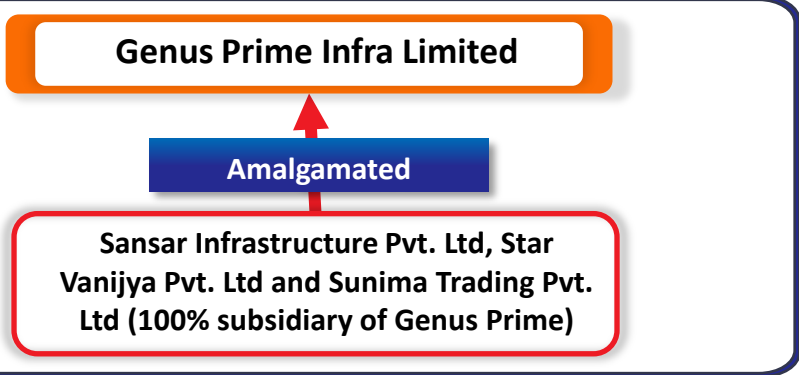 Genus Prime Infra Limited
Amalgamated
Sansar Infrastructure Pvt. Ltd, Star
Vanijya Pvt. Ltd and Sunima Trading Pvt.
Ltd (100% subsidiary of Genus Prime)